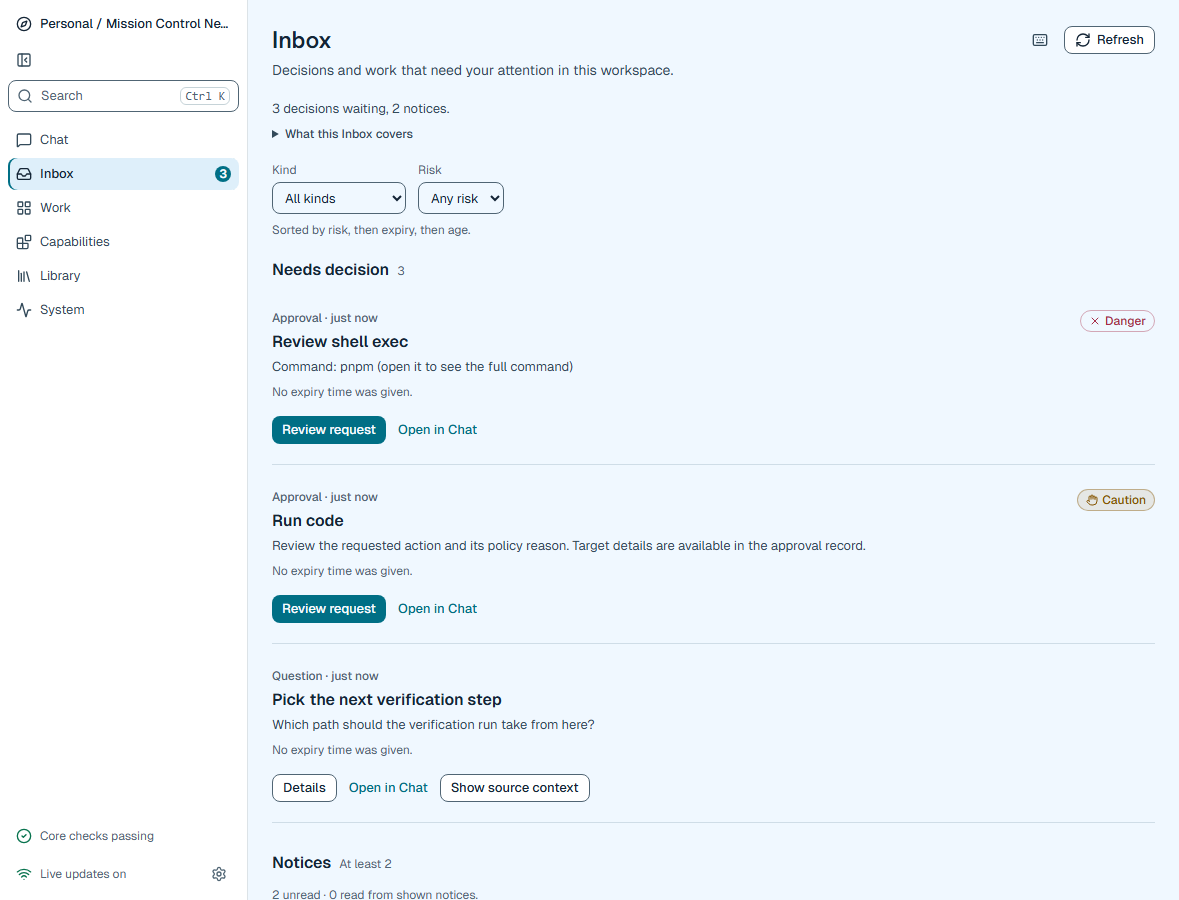 Personal / Mission Control Ne...
Search Ctrl K
Chat
Inbox 3
Work
Capabilities
Library
System
Core checks passing
Live updates on
Inbox
Refresh
Decisions and work that need your attention in this workspace.
3 decisions waiting, 2 notices.
What this Inbox covers
Kind Risk
All kinds Any risk
Sorted by risk, then expiry, then age.
Needs decision 3
Approval · just now
Danger
Review shell exec
Command: pnpm (open it to see the full command)
No expiry time was given.
Review request Open in Chat
Approval · just now
Caution
Run code
Review the requested action and its policy reason. Target details are available in the approval record.
No expiry time was given.
Review request Open in Chat
Question · just now
Pick the next verification step
Which path should the verification run take from here?
No expiry time was given.
Details Open in Chat Show source context
Notices At least 2
2 unread · 0 read from shown notices.